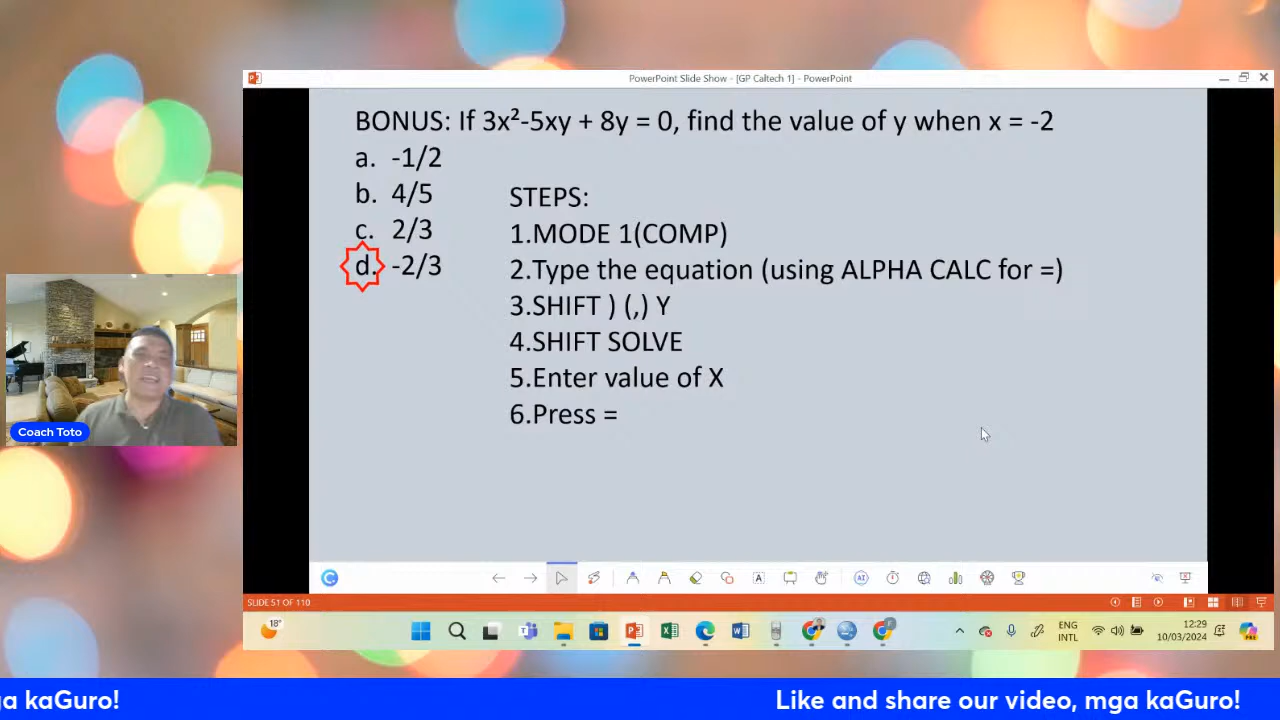 PowerPoint Slide Show - [GP Caltech 1] - PowerPoint
BONUS: If 3x²-5xy + 8y = 0, find the value of y when x = -2
a. -1/2
b. 4/5
c. 2/3
d. -2/3
STEPS:
1.MODE 1(COMP)
2.Type the equation (using ALPHA CALC for =)
3.SHIFT ) (,) Y
4.SHIFT SOLVE
5.Enter value of X
6.Press =
Coach Toto
SLIDE 51 OF 110
18°
ENG
INTL
12:29
10/03/2024
ga kaGuro!
Like and share our video, mga kaGuro!